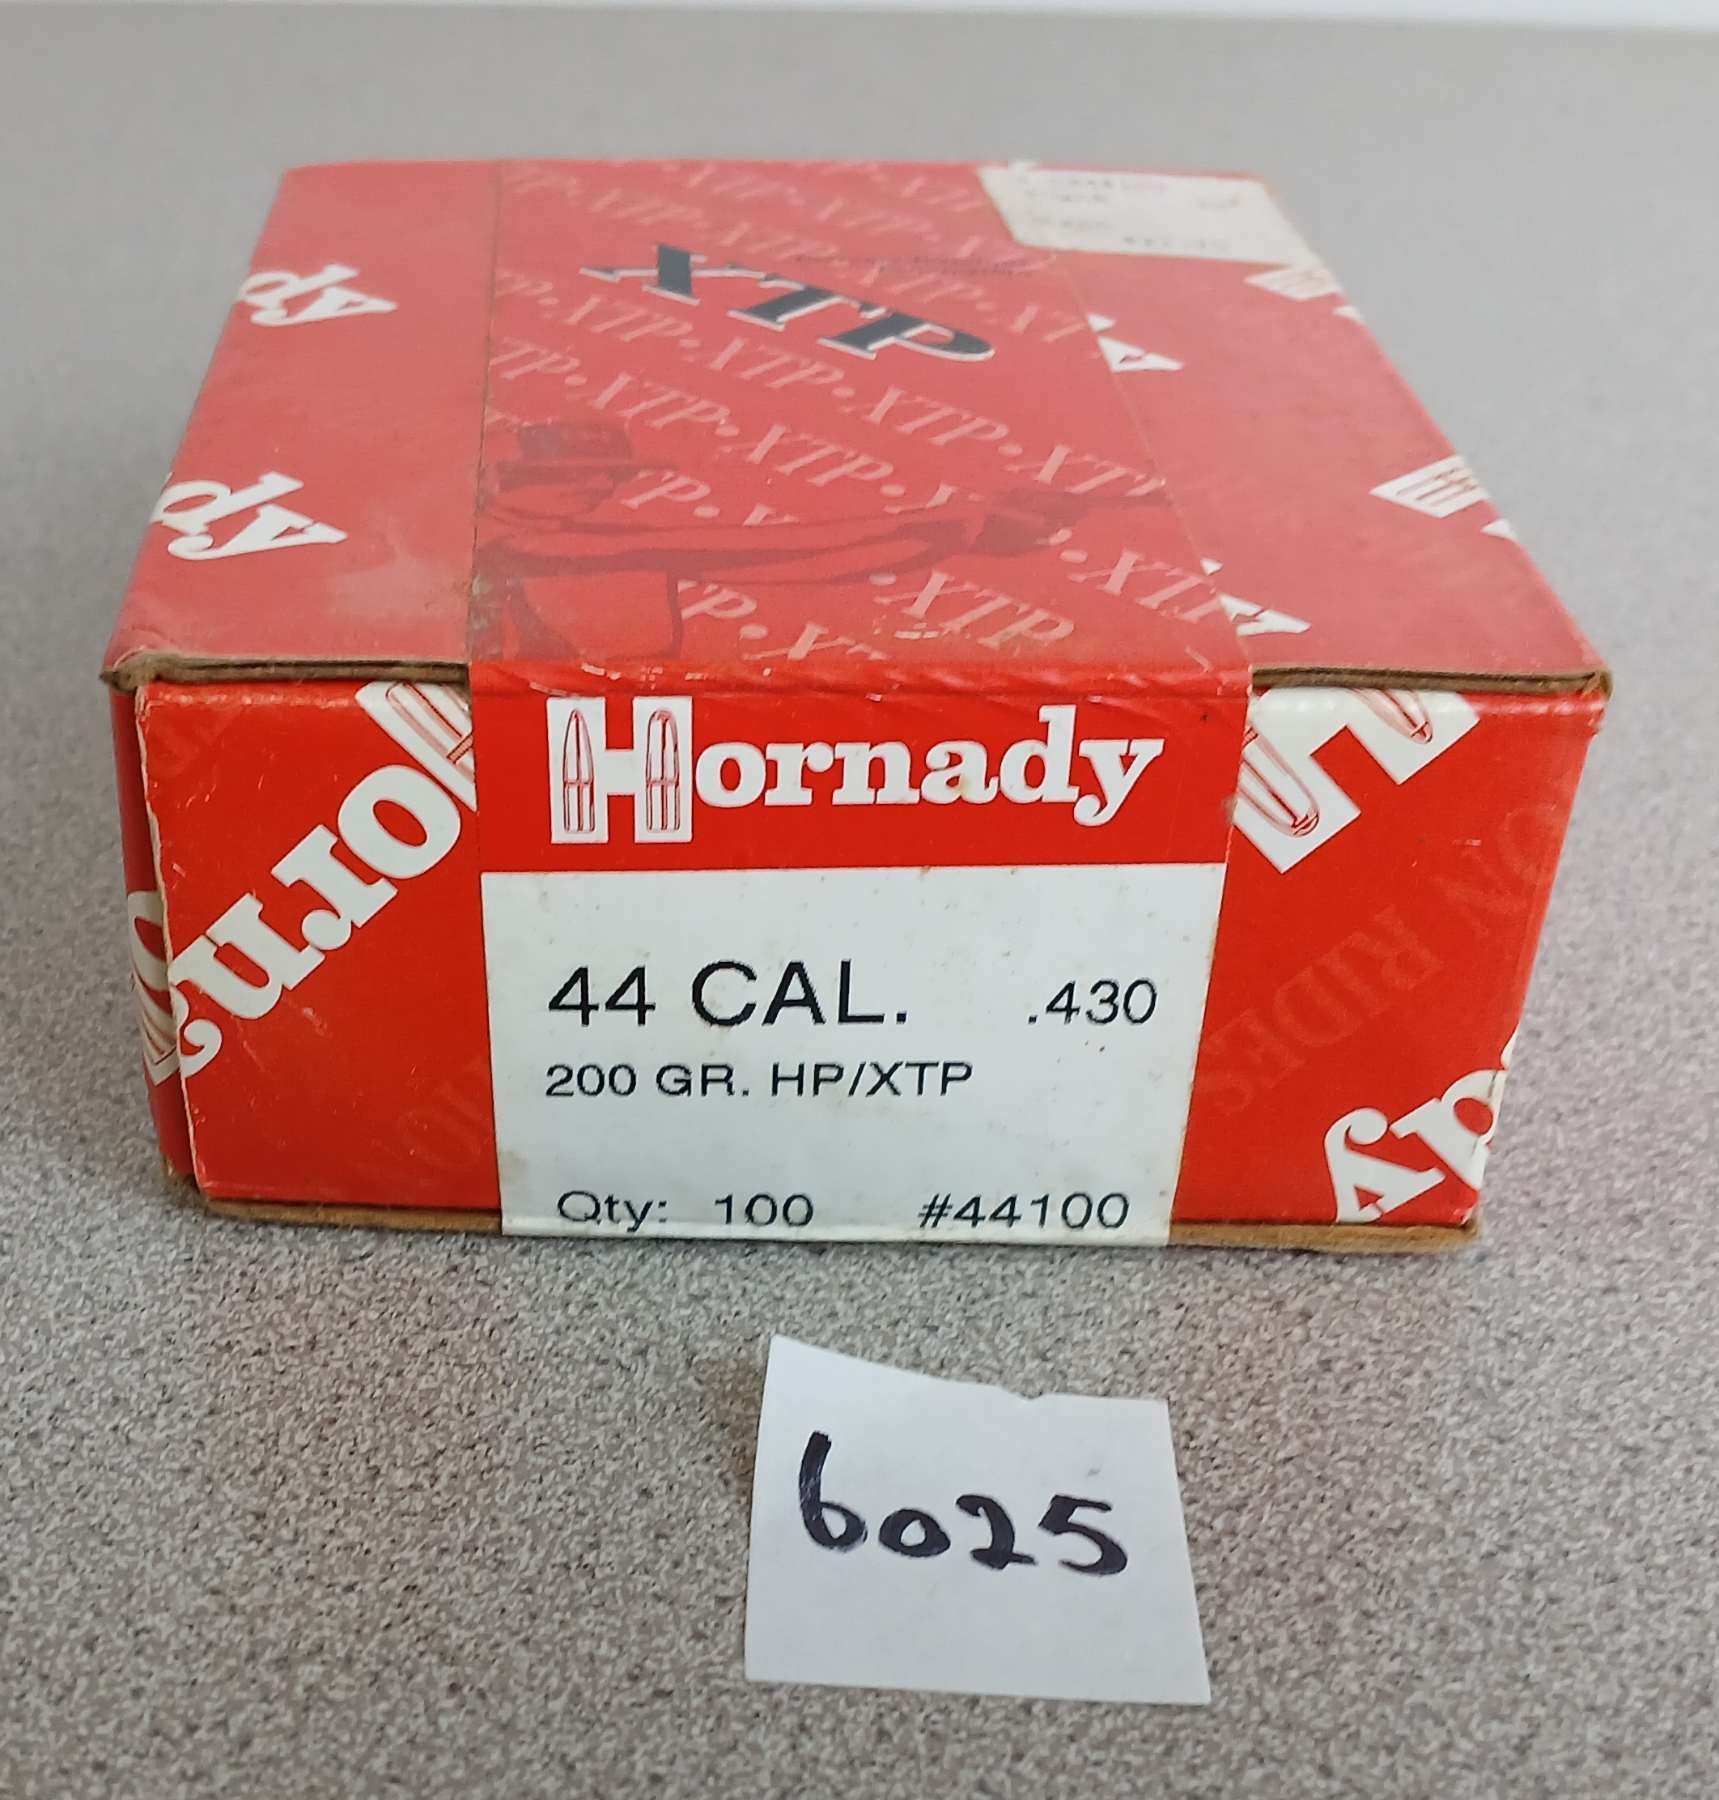 XTP
Hornady
44 CAL. .430
200 GR. HP/XTP
Qty: 100 #44100
6025